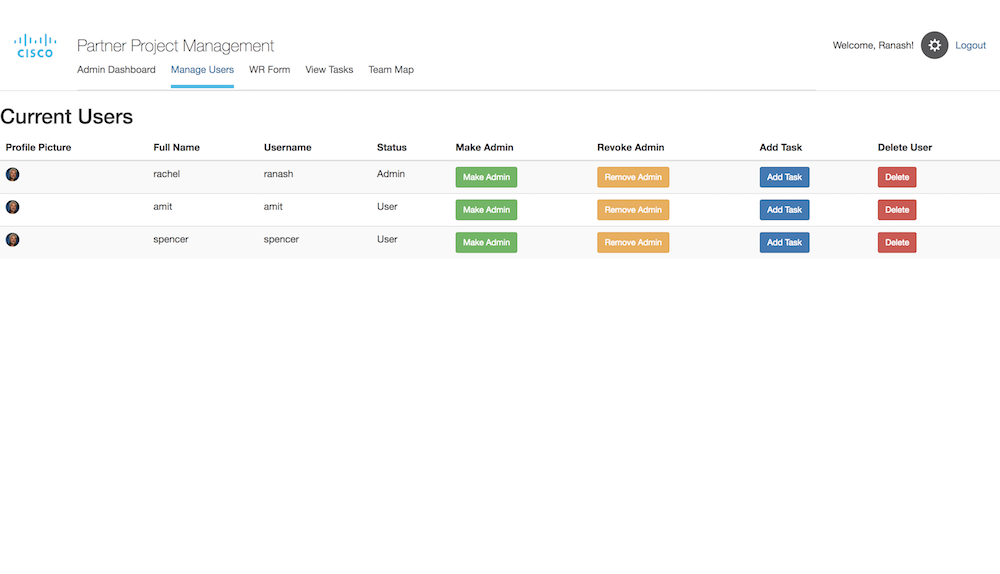 CISCO
Partner Project Management
Welcome, Ranash! Logout
Admin Dashboard Manage Users WR Form View Tasks Team Map
Current Users
Profile Picture Full Name Username Status Make Admin Revoke Admin Add Task Delete User
rachel ranash Admin Make Admin Remove Admin Add Task Delete
amit amit User Make Admin Remove Admin Add Task Delete
spencer spencer User Make Admin Remove Admin Add Task Delete